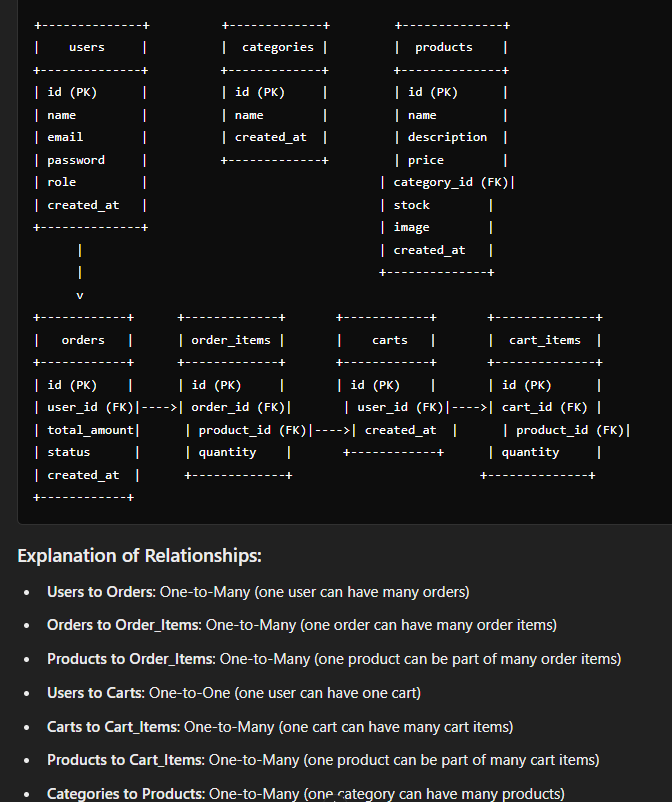 +--------------+          +-------------+         +--------------+
|    users     |          |  categories |         |  products    |
+--------------+          +-------------+         +--------------+
| id (PK)      |          | id (PK)     |         | id (PK)      |
| name         |          | name        |         | name         |
| email        |          | created_at  |         | description  |
| password     |          +-------------+         | price        |
| role         |                                | category_id (FK)|
| created_at   |                                | stock        |
+--------------+                                | image        |
      |                                         | created_at   |
      |                                         +--------------+
      v
+------------+      +-------------+       +------------+       +--------------+
|   orders   |      | order_items |       |    carts   |       |  cart_items  |
+------------+      +-------------+       +------------+       +--------------+
| id (PK)    |      | id (PK)     |       | id (PK)    |       | id (PK)      |
| user_id (FK)|---->| order_id (FK)|       | user_id (FK)|---->| cart_id (FK) |
| total_amount|      | product_id (FK)|---->| created_at  |      | product_id (FK)|
| status      |      | quantity    |       +------------+      | quantity     |
| created_at  |      +-------------+                          +--------------+
+------------+
Explanation of Relationships:
• Users to Orders: One-to-Many (one user can have many orders)
• Orders to Order_Items: One-to-Many (one order can have many order items)
• Products to Order_Items: One-to-Many (one product can be part of many order items)
• Users to Carts: One-to-One (one user can have one cart)
• Carts to Cart_Items: One-to-Many (one cart can have many cart items)
• Products to Cart_Items: One-to-Many (one product can be part of many cart items)
• Categories to Products: One-to-Many (one category can have many products)